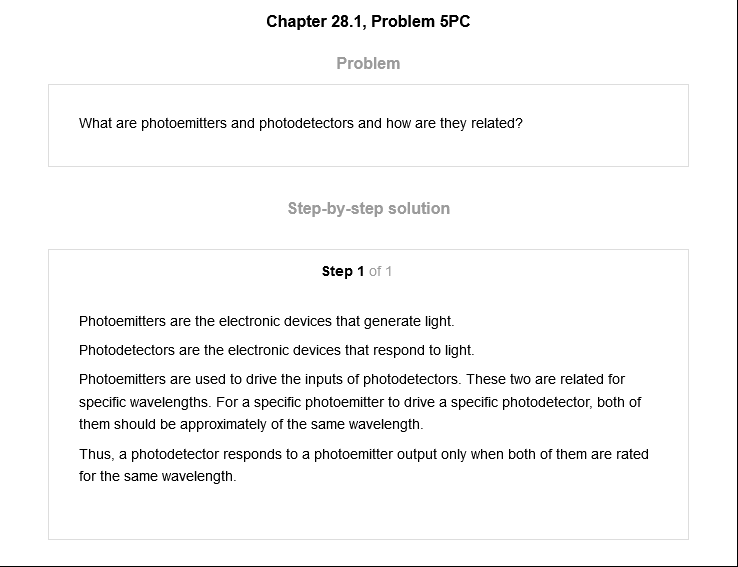 Chapter 28.1, Problem 5PC
Problem
What are photoemitters and photodetectors and how are they related?
Step-by-step solution
Step 1 of 1
Photoemitters are the electronic devices that generate light.
Photodetectors are the electronic devices that respond to light.
Photoemitters are used to drive the inputs of photodetectors. These two are related for
specific wavelengths. For a specific photoemitter to drive a specific photodetector, both of
them should be approximately of the same wavelength.
Thus, a photodetector responds to a photoemitter output only when both of them are rated
for the same wavelength.